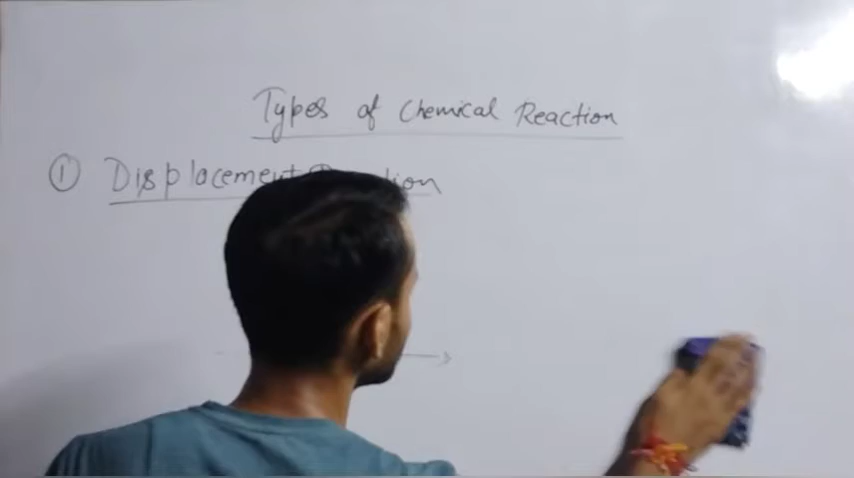 Types of Chemical Reaction
① Displacement